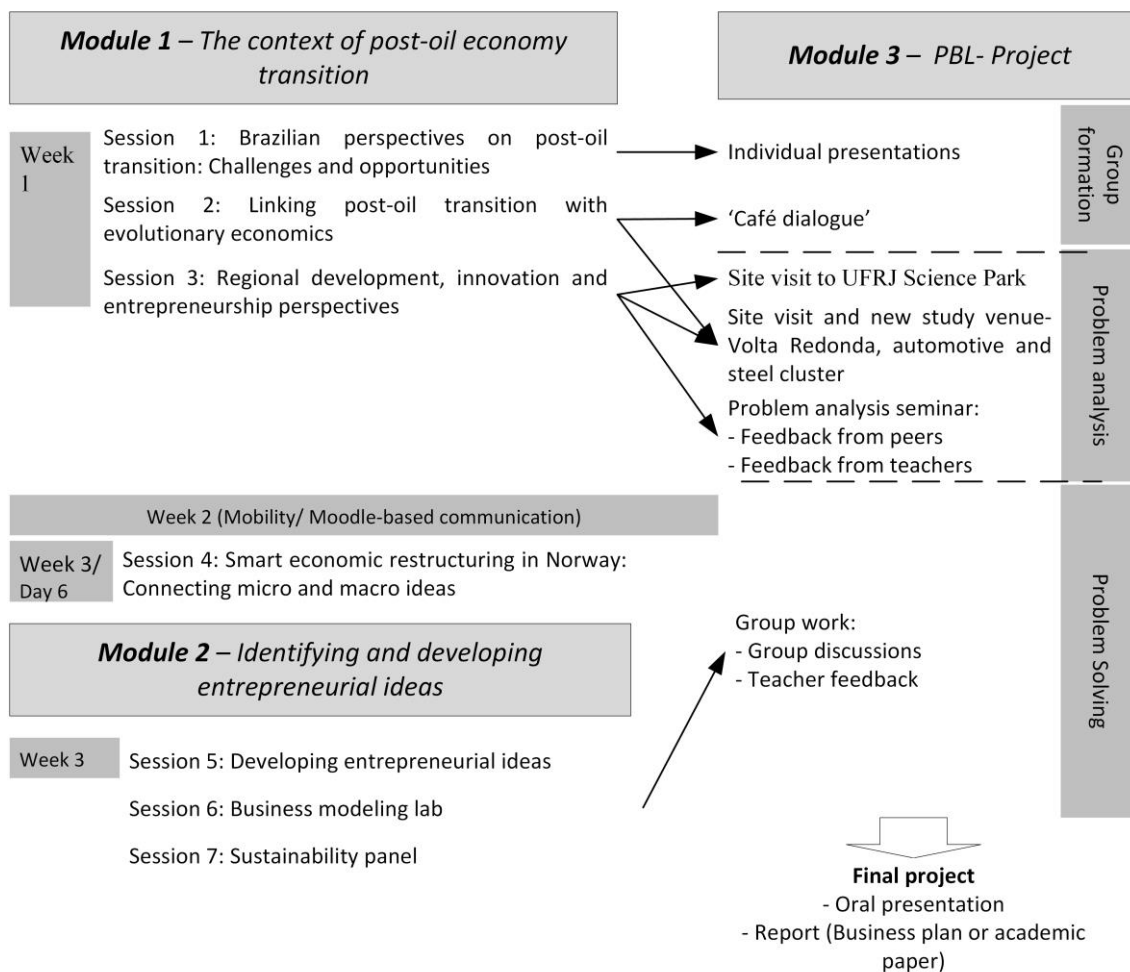 Module 1 – The context of post-oil economy
transition
Week
1
Session 1: Brazilian perspectives on post-oil
transition: Challenges and opportunities
Session 2: Linking post-oil transition with
evolutionary economics
Session 3: Regional development, innovation and
entrepreneurship perspectives
Module 3 – PBL- Project
Individual presentations
‘Café dialogue’
Group
formation
Site visit to UFRJ Science Park
Site visit and new study venue-
Volta Redonda, automotive and
steel cluster
Problem analysis seminar:
- Feedback from peers
- Feedback from teachers
Problem analysis
Week 2 (Mobility/ Moodle-based communication)
Week 3/
Day 6
Session 4: Smart economic restructuring in Norway:
Connecting micro and macro ideas
Module 2 – Identifying and developing
entrepreneurial ideas
Week 3
Session 5: Developing entrepreneurial ideas
Session 6: Business modeling lab
Session 7: Sustainability panel
Group work:
- Group discussions
- Teacher feedback
Problem Solving
Final project
- Oral presentation
- Report (Business plan or academic
paper)